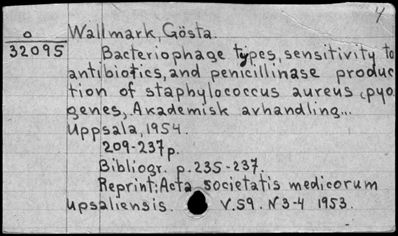 4
o
32095
Wallmark, Gösta.
Bacteriophage types, sensitivity to
antibiotics, and penicillinase produc
tion of staphylococcus aureus (pyo
genes, Akademisk avhandling...
Uppsala, 1954.
209-237 p.
Bibliogr. p. 235-237.
Reprint: Acta societatis medicorum
upsaliensis. V.59. N 3-4 1953.